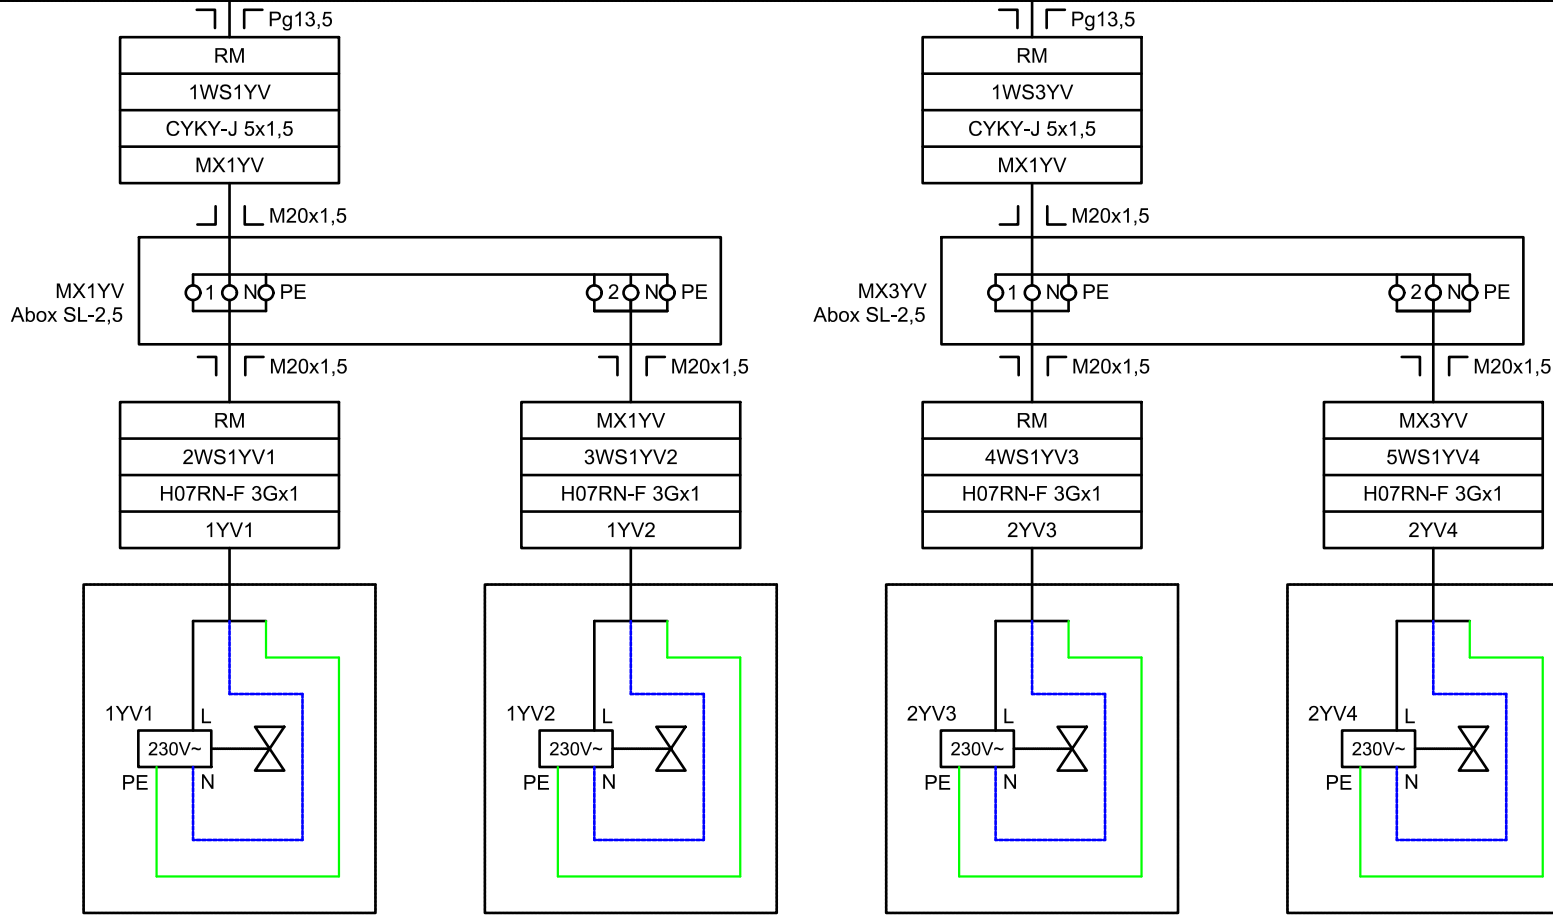 Pg13,5
Pg13,5
RM
1WS1YV
CYKY-J 5x1,5
MX1YV
RM
1WS3YV
CYKY-J 5x1,5
MX1YV
M20x1,5
M20x1,5
MX1YV
Abox SL-2,5
1 N PE
2 N PE
MX3YV
Abox SL-2,5
1 N PE
2 N PE
M20x1,5
M20x1,5
M20x1,5
M20x1,5
RM
2WS1YV1
H07RN-F 3Gx1
1YV1
MX1YV
3WS1YV2
H07RN-F 3Gx1
1YV2
RM
4WS1YV3
H07RN-F 3Gx1
2YV3
MX3YV
5WS1YV4
H07RN-F 3Gx1
2YV4
1YV1
L
230V~
PE
N
1YV2
L
230V~
PE
N
2YV3
L
230V~
PE
N
2YV4
L
230V~
PE
N